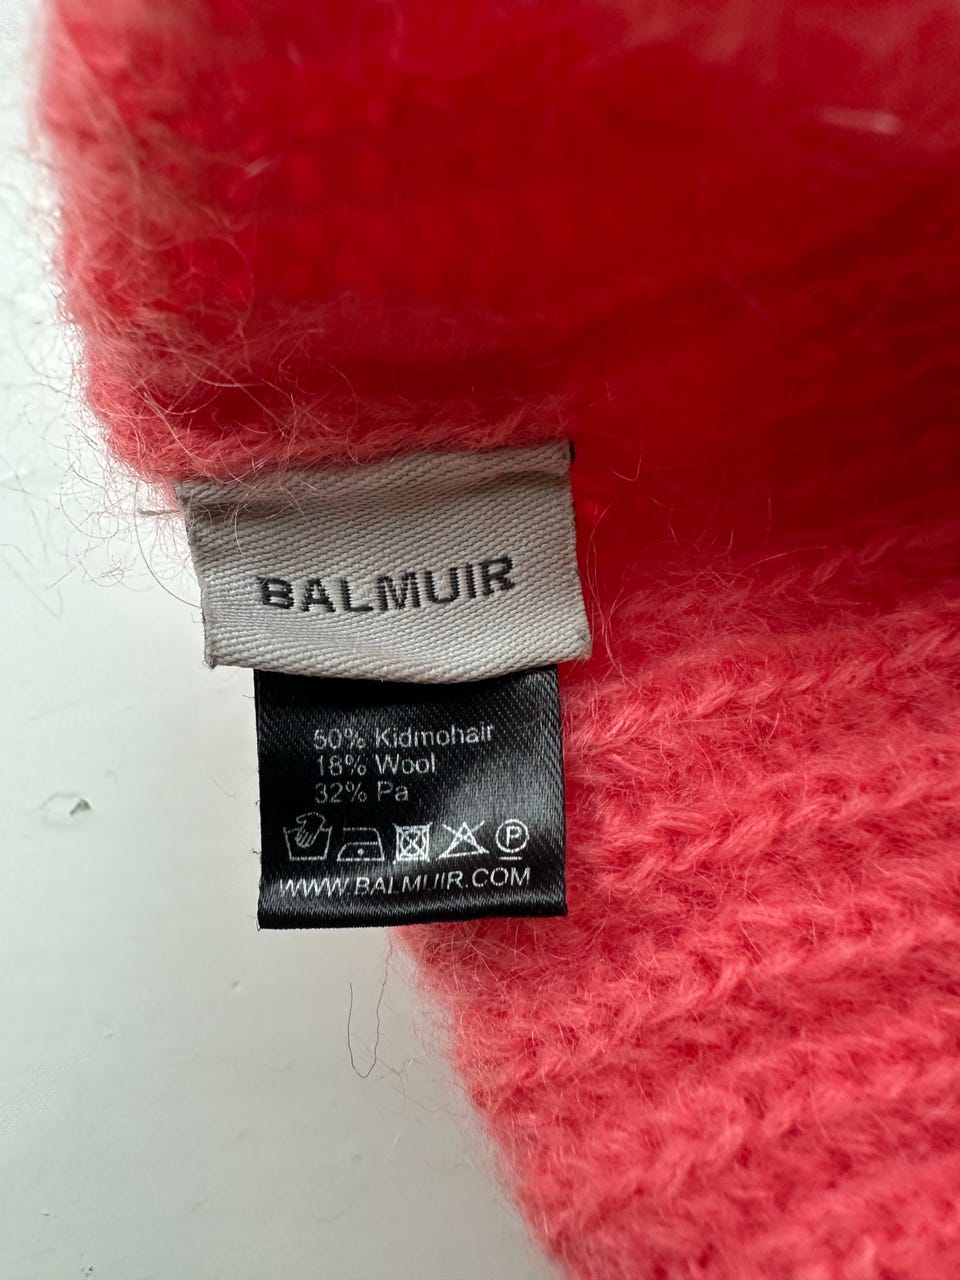 BALMUIR
50% Kidmohair
18% Wool
32% Pa
P
WWW.BALMUIR.COM